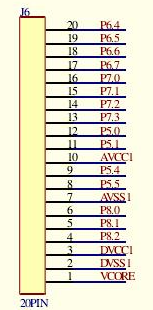 J6
20 P6.4
19 P6.5
18 P6.6
17 P6.7
16 P7.0
15 P7.1
14 P7.2
13 P7.3
12 P5.0
11 P5.1
10 AVCC1
9 P5.4
8 P5.5
7 AVSS1
6 P8.0
5 P8.1
4 P8.2
3 DVCC1
2 DVSS1
1 VCORE
20PIN